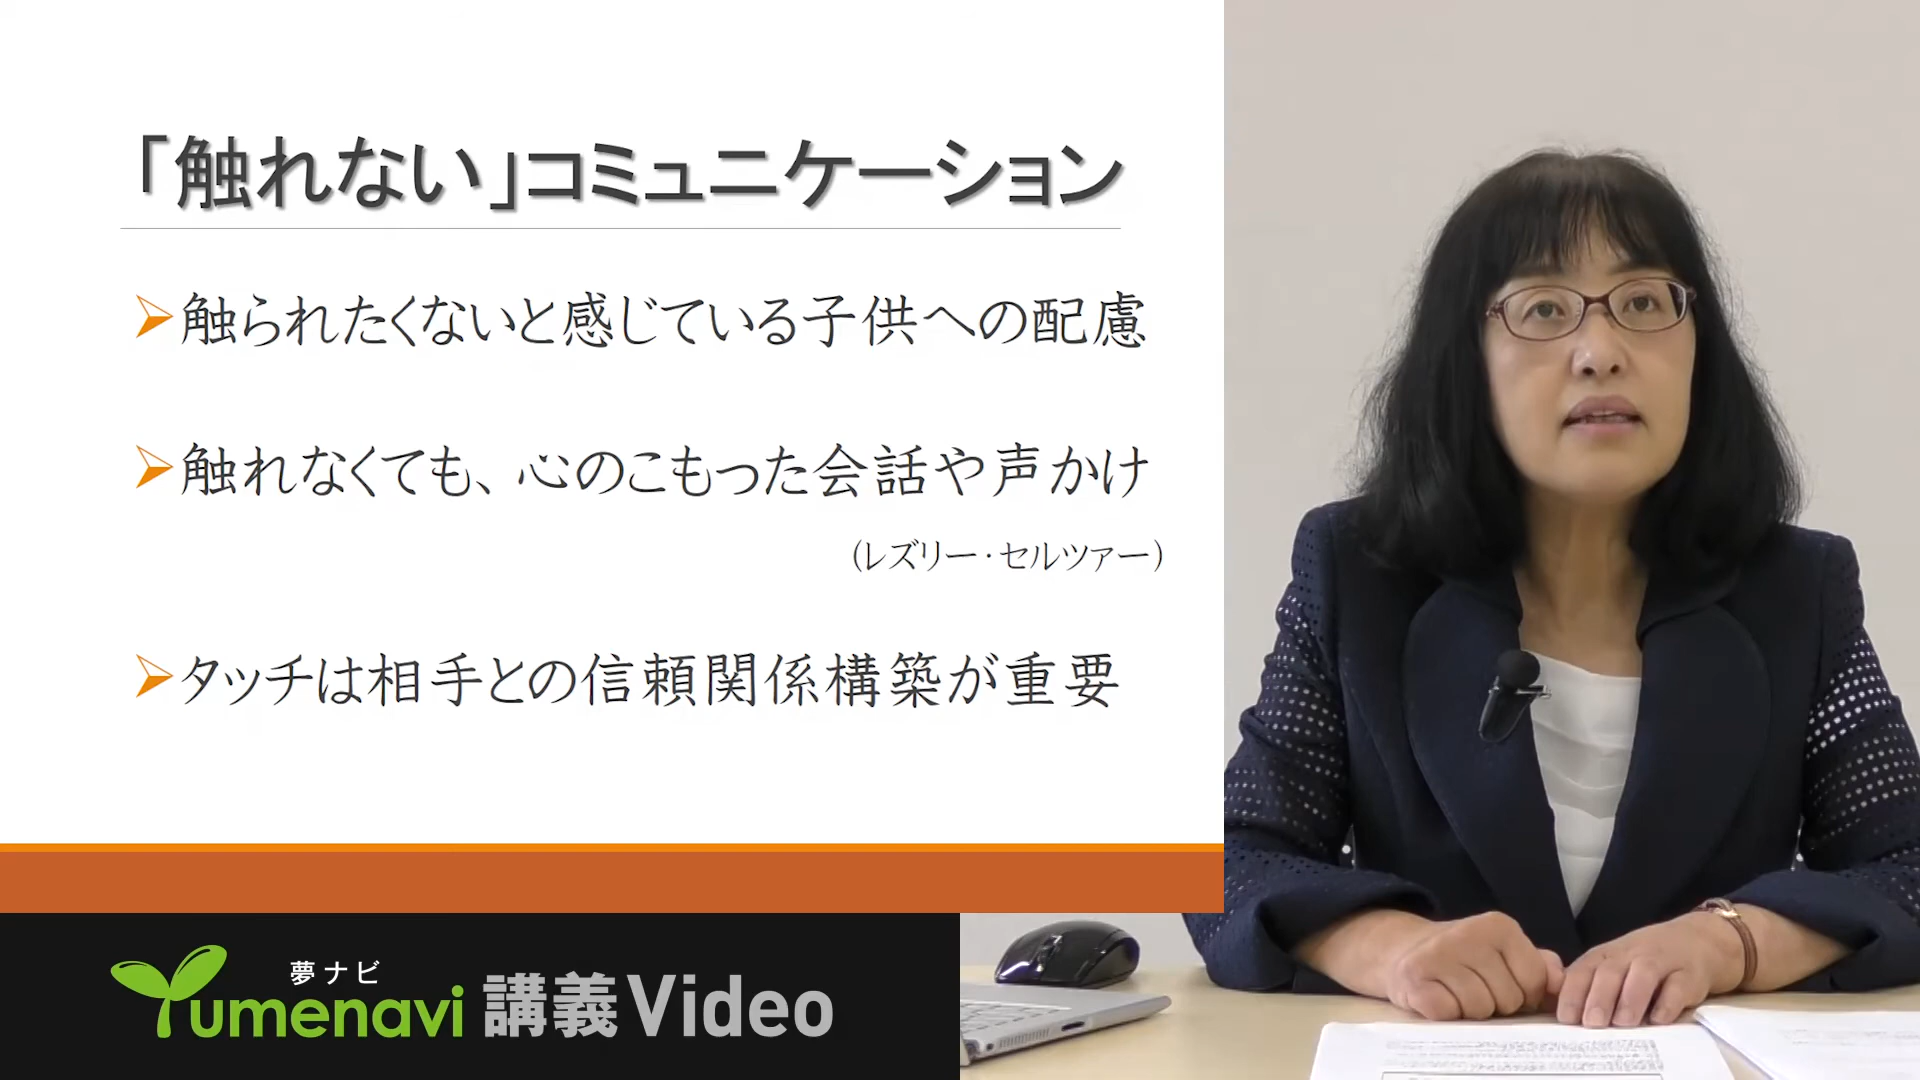 「触れない」コミュニケーション
触られたくないと感じている子供への配慮
触れなくても、心のこもった会話や声かけ
(レズリー・セルツァー)
タッチは相手との信頼関係構築が重要
夢ナビ
Yumenavi 講義Video